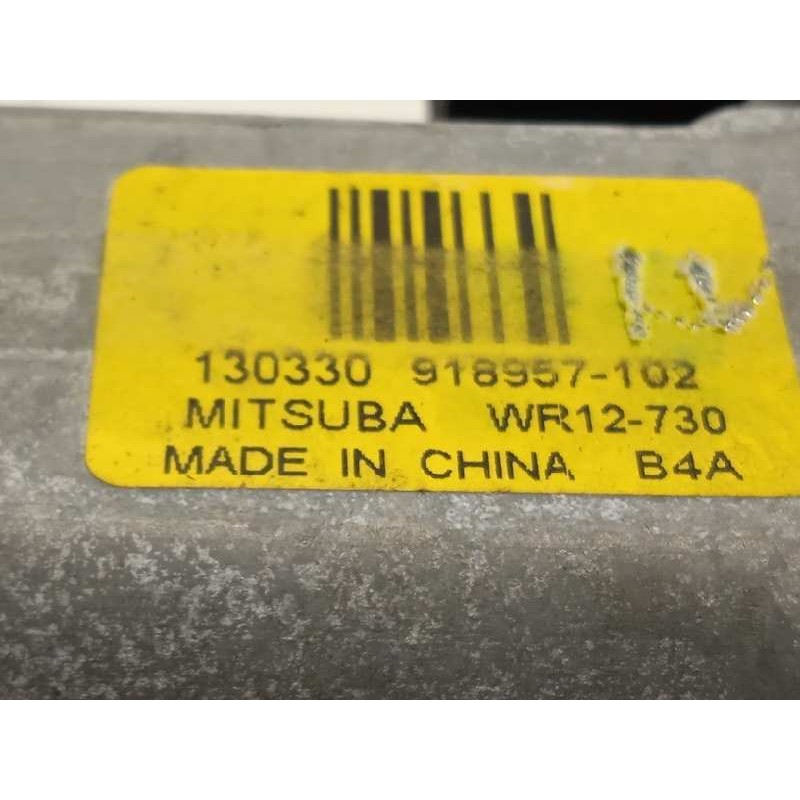 130330 918957-102
MITSUBA WR12-730
MADE IN CHINA B4A